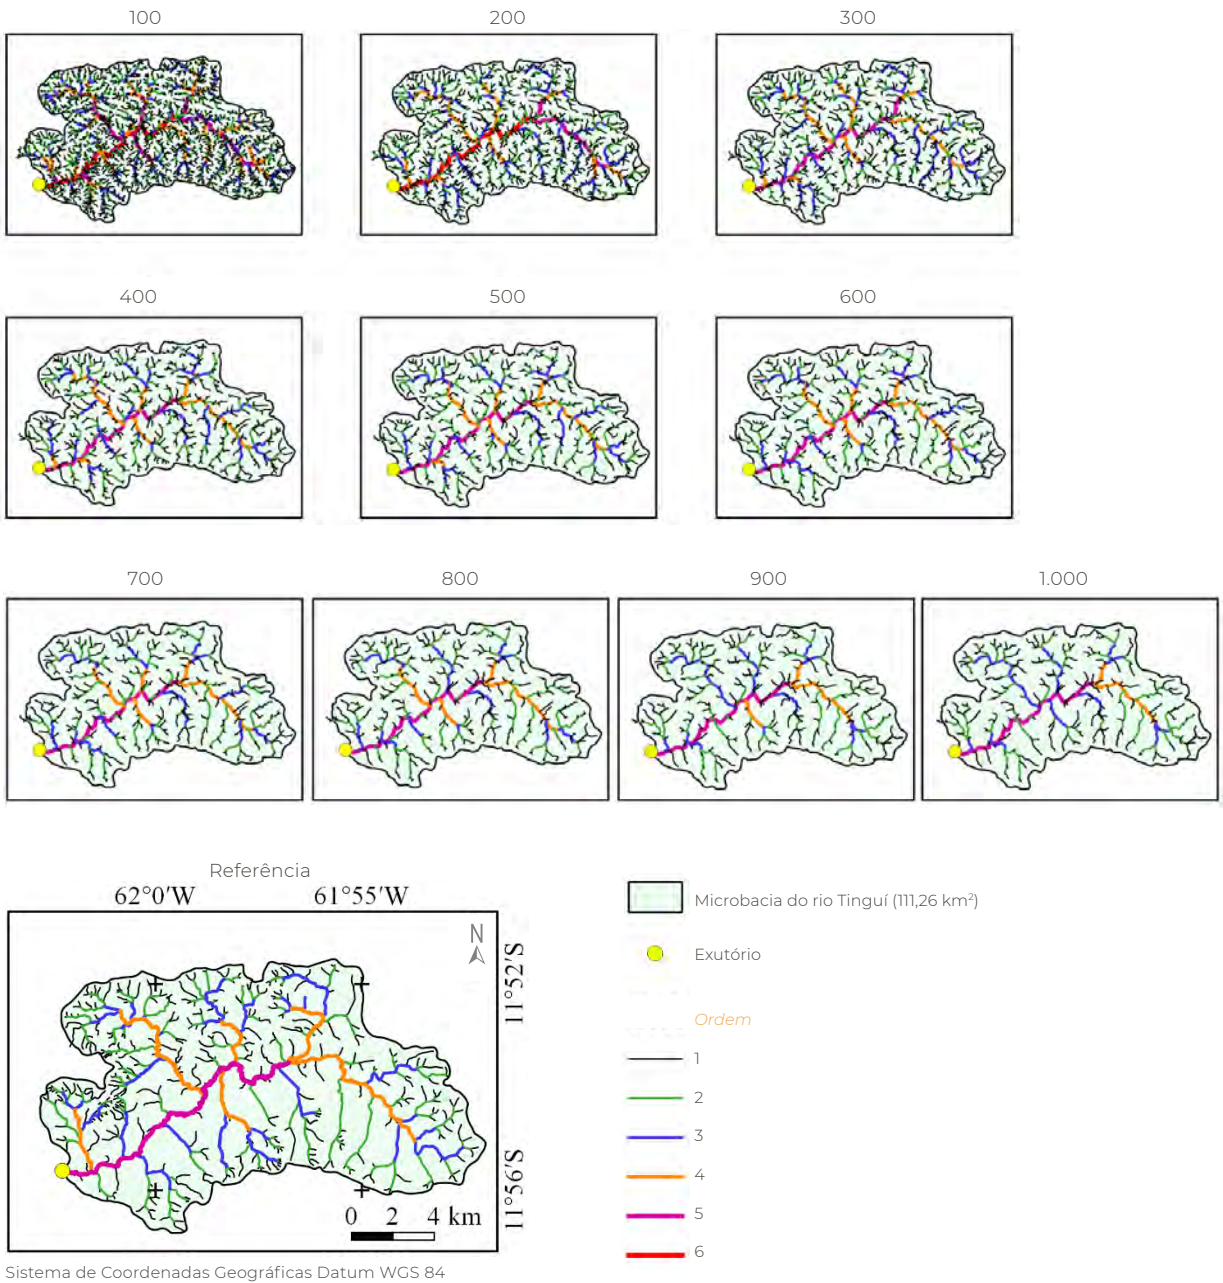 100 200 300
400 500 600
700 800 900 1.000
Referência
62°0'W 61°55'W
N
11°52'S
11°56'S
0 2 4 km
Sistema de Coordenadas Geográficas Datum WGS 84
Microbacia do rio Tinguí (111,26 km²)
Exutório
Ordem
1
2
3
4
5
6